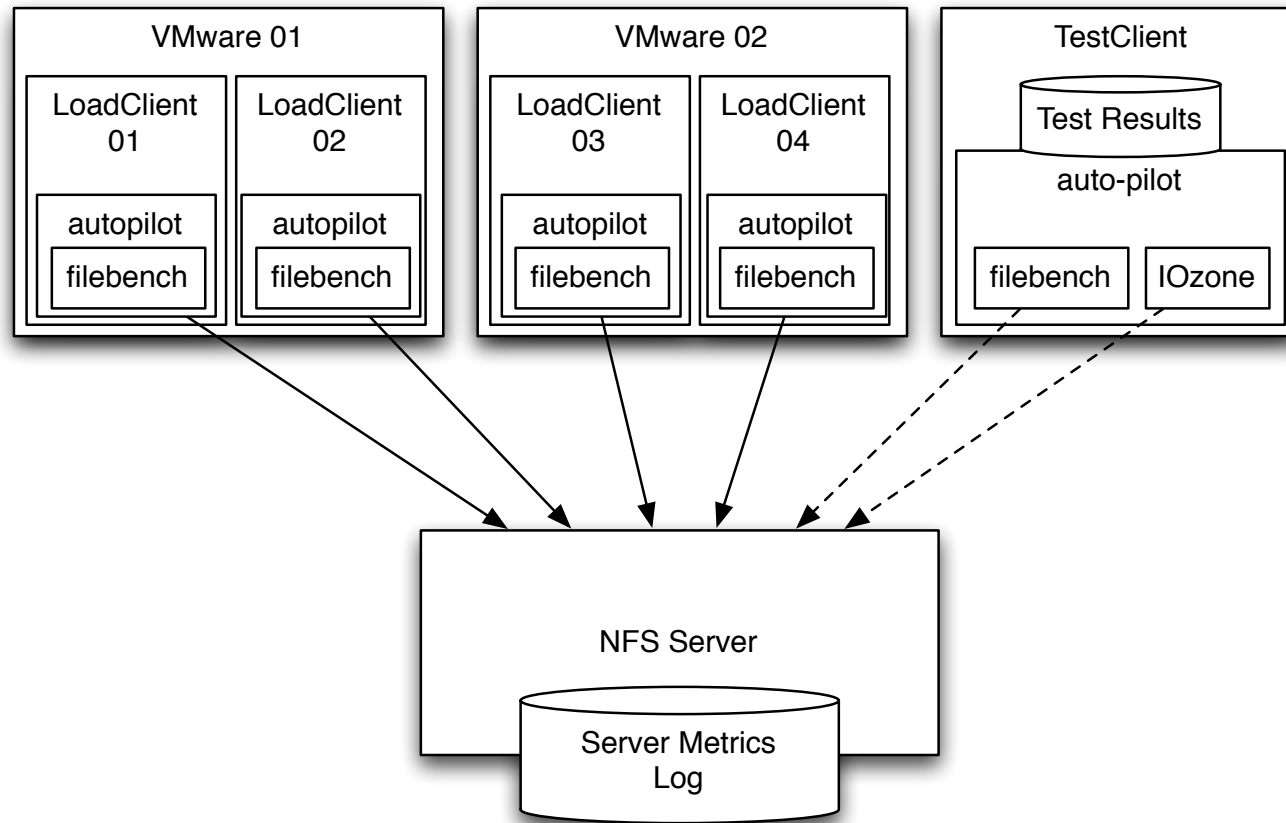 VMware 01
LoadClient
01
autopilot
filebench
LoadClient
02
autopilot
filebench
VMware 02
LoadClient
03
autopilot
filebench
LoadClient
04
autopilot
filebench
TestClient
Test Results
auto-pilot
filebench
IOzone
NFS Server
Server Metrics
Log